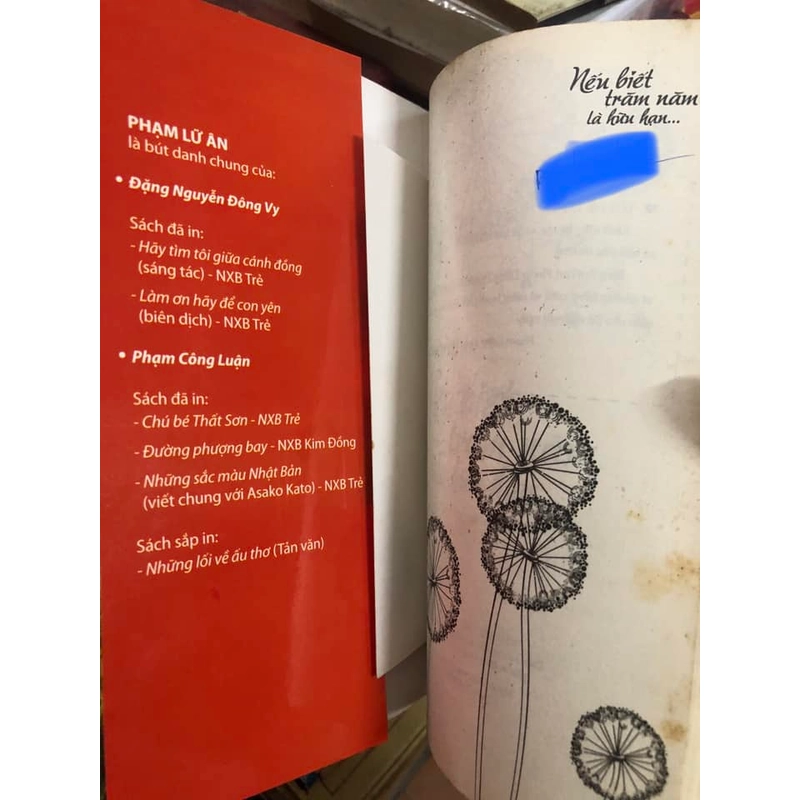 PHẠM LỮ ÂN
là bút danh chung của:
• Đặng Nguyễn Đông Vy
Sách đã in:
- Hãy tìm tôi giữa cánh đồng
(sáng tác) - NXB Trẻ
- Làm ơn hãy để con yên
(biên dịch) - NXB Trẻ
• Phạm Công Luận
Sách đã in:
- Chú bé Thất Sơn - NXB Trẻ
- Đường phượng bay - NXB Kim Đồng
- Những sắc màu Nhật Bản
(viết chung với Asako Kato) - NXB Trẻ
Sách sắp in:
- Những lối về ấu thơ (Tản văn)
Nếu biết
trăm năm
là hữu hạn...